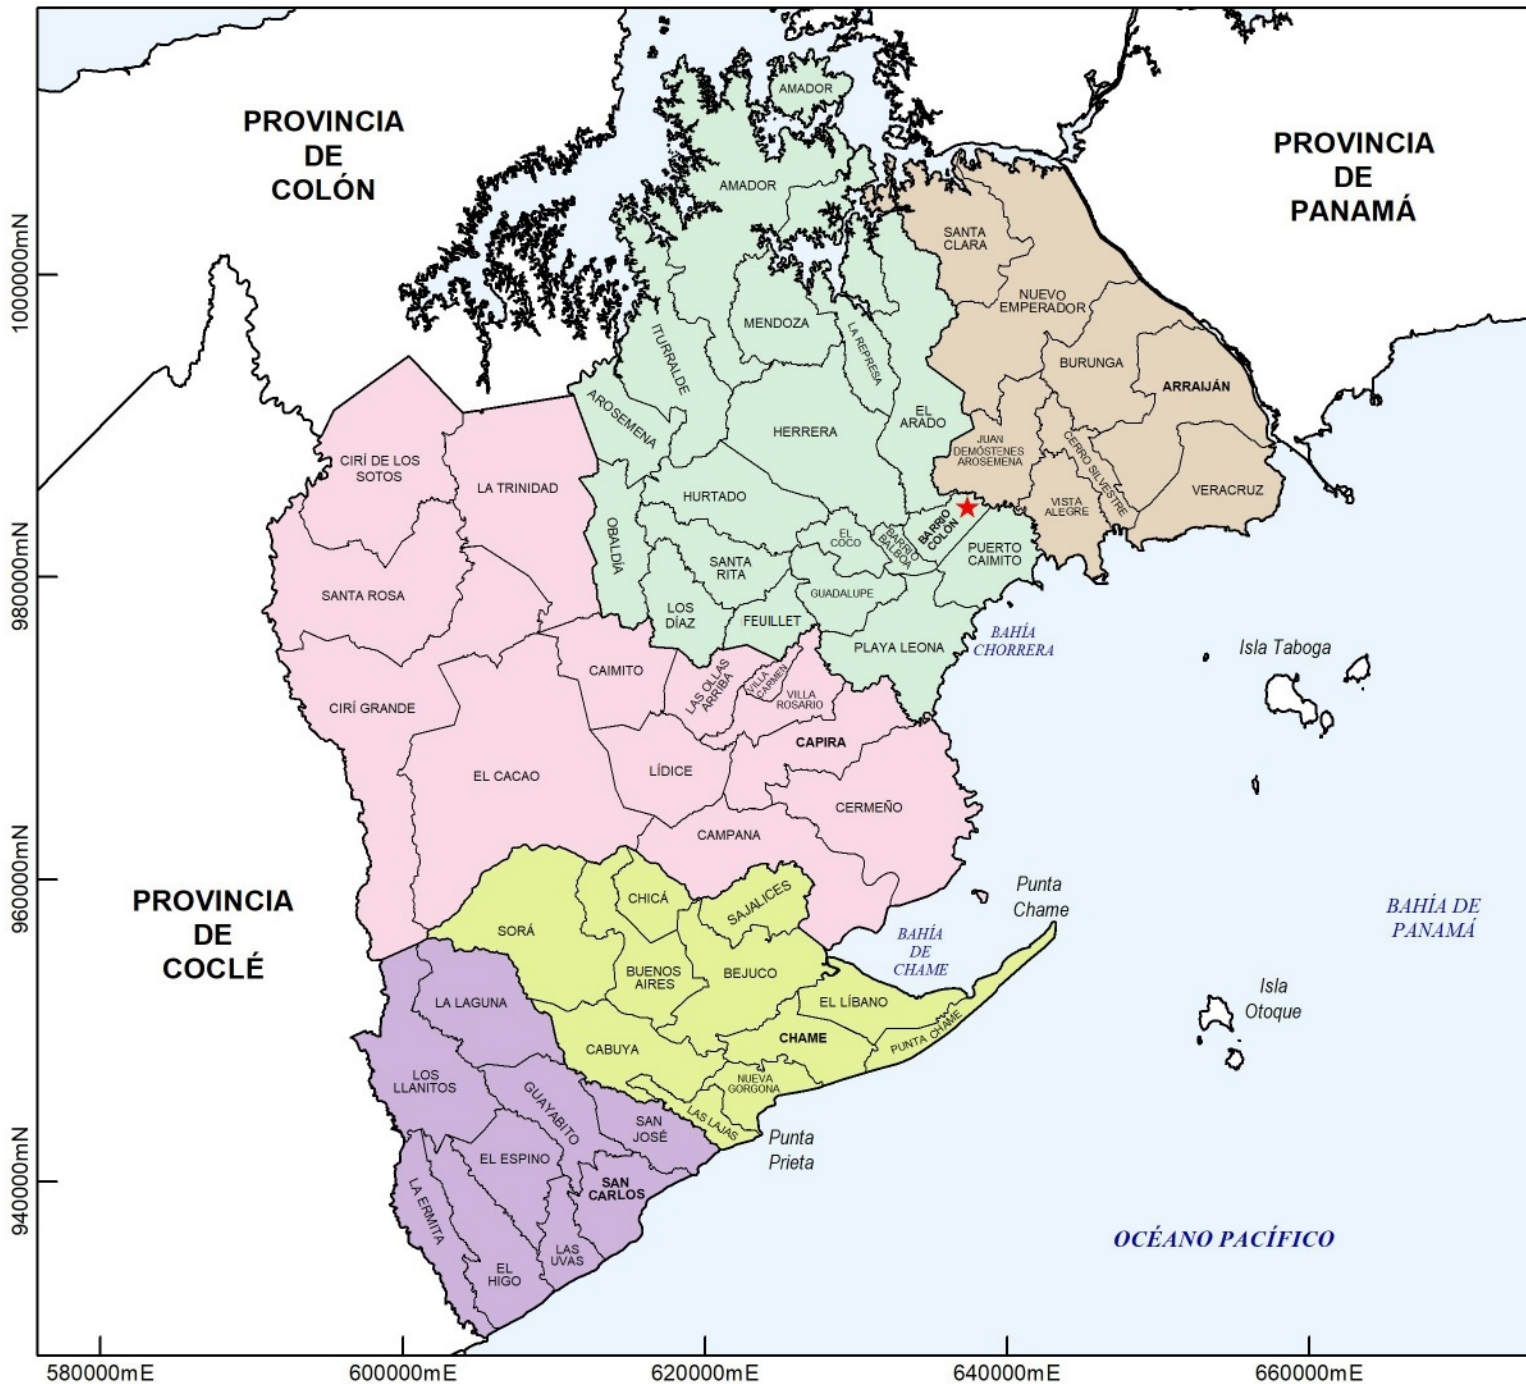 AMADOR
PROVINCIA
DE
COLÓN
PROVINCIA
DE
PANAMÁ
AMADOR
SANTA
CLARA
1000000mN
NUEVO
EMPERADOR
MENDOZA
ITURRALDE
LA REPRESA
BURUNGA
ARRAIJÁN
AROSEMENA
EL
ARADO
HERRERA
JUAN
DEMÓSTENES
AROSEMENA
CERRO SILVESTRE
CIRÍ DE LOS
SOTOS
LA TRINIDAD
HURTADO
VERACRUZ
VISTA
ALEGRE
OBALDÍA
EL
COCO
BARRIO
BALBOA
BARRIO
COLÓN
PUERTO
CAIMITO
980000mN
SANTA
RITA
SANTA ROSA
GUADALUPE
LOS
DÍAZ
FEUILLET
BAHÍA
CHORRERA
PLAYA LEONA
Isla Taboga
CAIMITO
LAS OLLAS
ARRIBA
VILLA
CARMEN
VILLA
ROSARIO
CIRÍ GRANDE
CAPIRA
EL CACAO
LÍDICE
CERMEÑO
CAMPANA
960000mN
PROVINCIA
DE
COCLÉ
CHICÁ
SAJALICES
Punta
Chame
BAHÍA DE
PANAMÁ
SORÁ
BAHÍA
DE
CHAME
BUENOS
AIRES
BEJUCO
LA LAGUNA
EL LÍBANO
Isla
Otoque
PUNTA CHAME
CHAME
CABUYA
LOS
LLANITOS
NUEVA
GORGONA
GUAYABITO
LAS LAJAS
SAN
JOSÉ
Punta
Prieta
EL ESPINO
940000mN
SAN
CARLOS
LA ERMITA
OCÉANO PACÍFICO
LAS
UVAS
EL
HIGO
580000mE
600000mE
620000mE
640000mE
660000mE